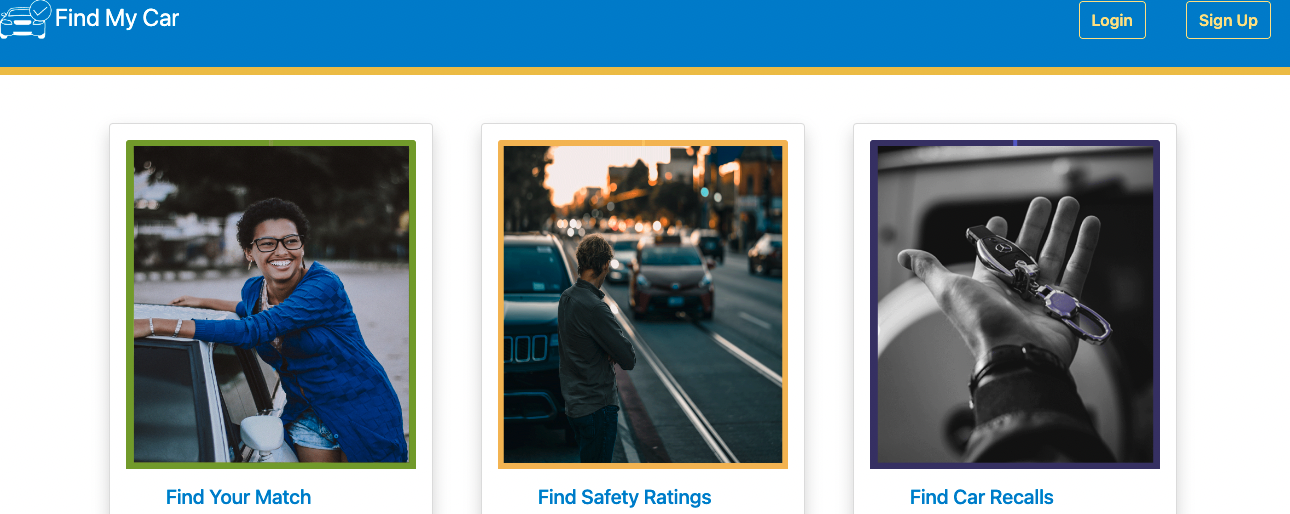 Find My Car
Login
Sign Up
Find Your Match
Find Safety Ratings
Find Car Recalls